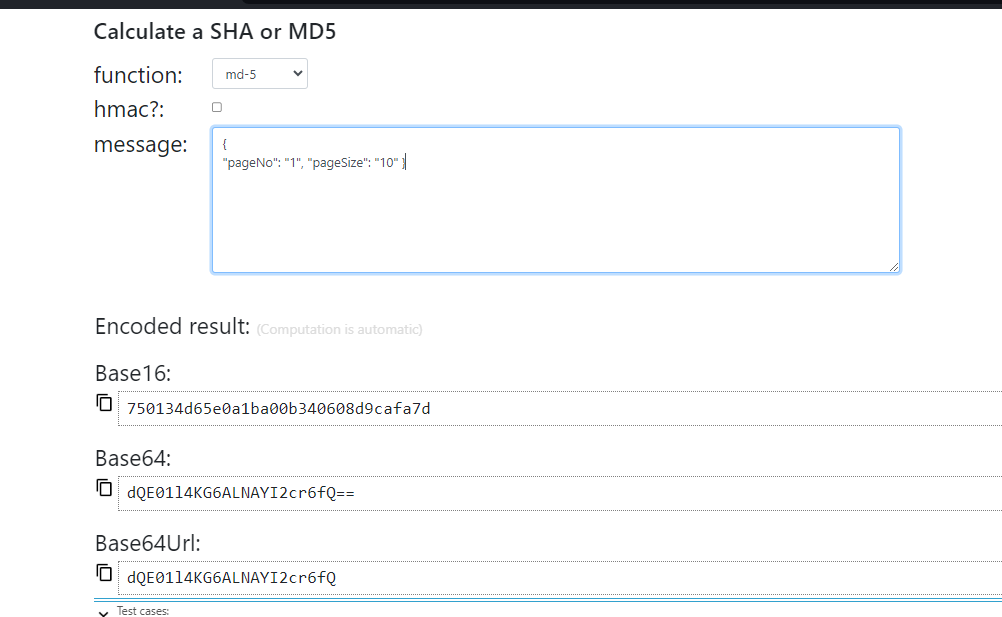 Calculate a SHA or MD5
function:
md-5
hmac?:
message:
{
"pageNo": "1", "pageSize": "10" }
Encoded result: (Computation is automatic)
Base16:
750134d65e0a1ba00b340608d9cafa7d
Base64:
dQE01l4KG6ALNAYI2cr6fQ==
Base64Url:
dQE01l4KG6ALNAYI2cr6fQ
Test cases: